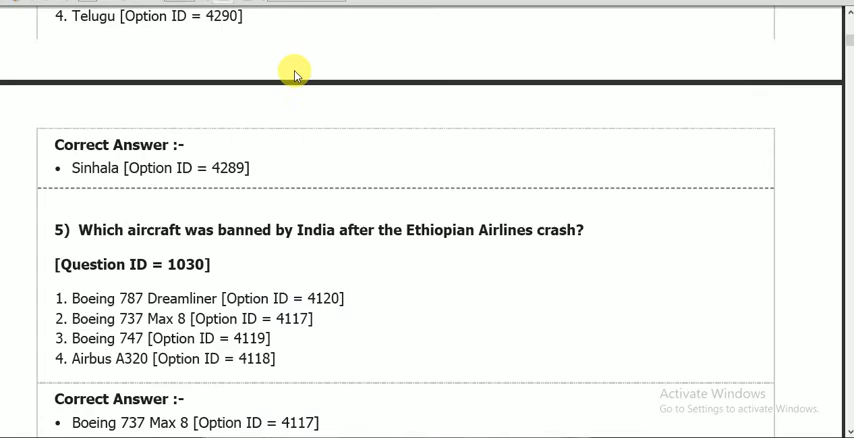 4. Telugu [Option ID = 4290]
Correct Answer :-
• Sinhala [Option ID = 4289]
5) Which aircraft was banned by India after the Ethiopian Airlines crash?
[Question ID = 1030]
1. Boeing 787 Dreamliner [Option ID = 4120]
2. Boeing 737 Max 8 [Option ID = 4117]
3. Boeing 747 [Option ID = 4119]
4. Airbus A320 [Option ID = 4118]
Correct Answer :-
• Boeing 737 Max 8 [Option ID = 4117]
Activate Windows
Go to Settings to activate Windows.